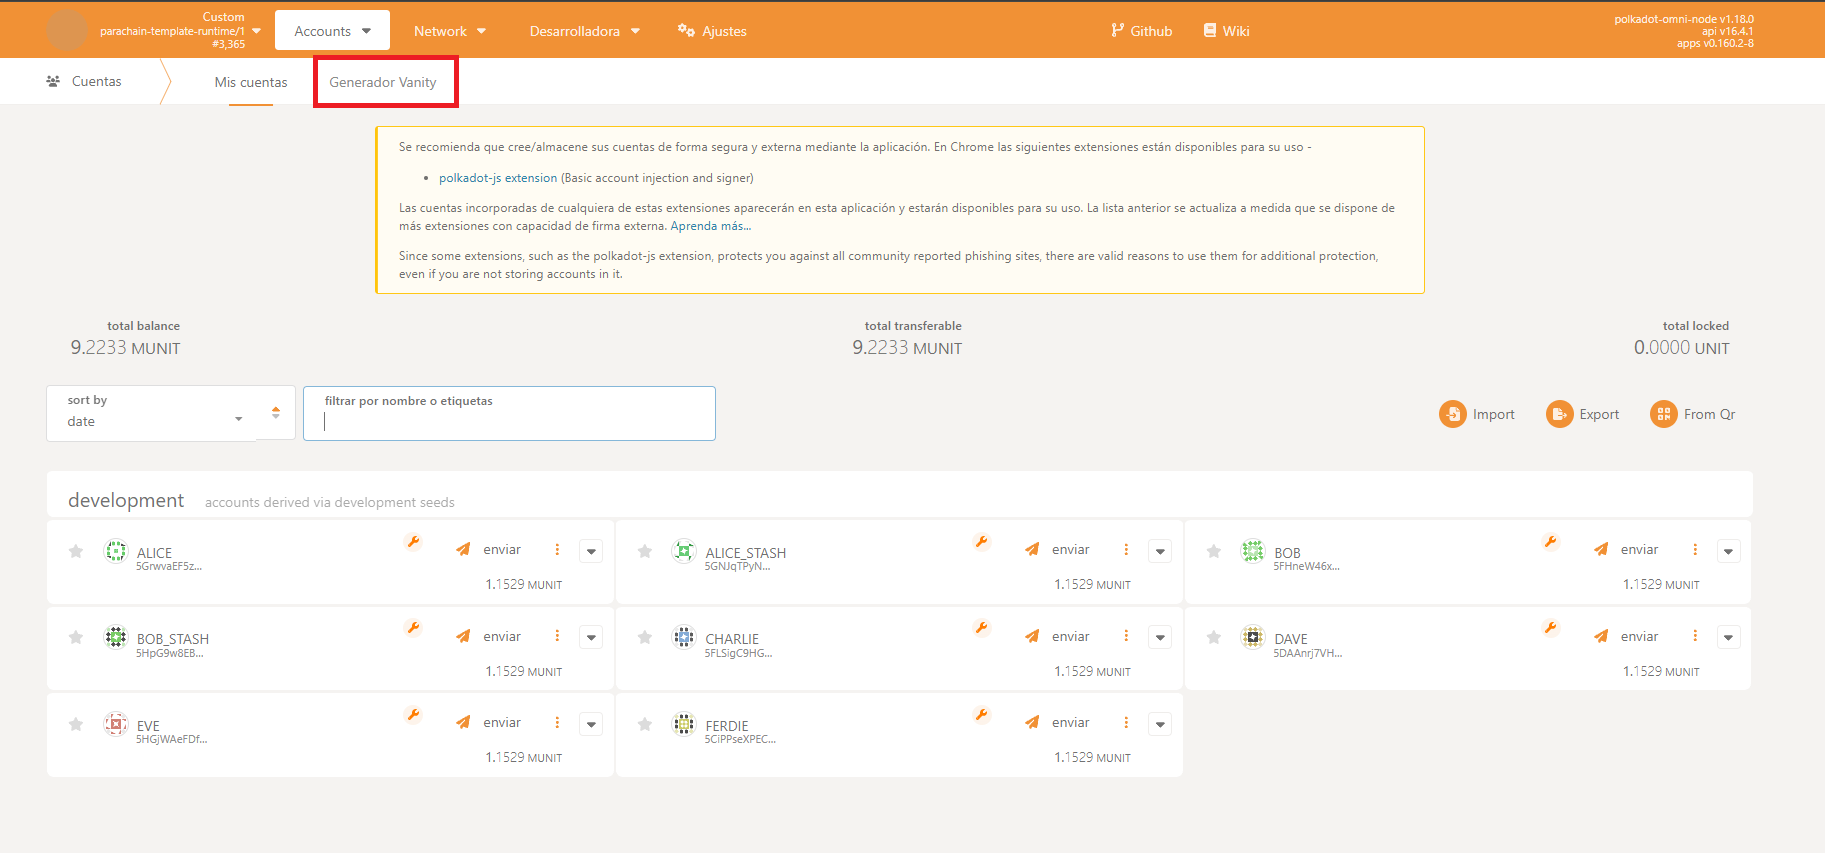 Custom
parachain-template-runtime/1
#3,365
Accounts
Network
Desarrolladora
Ajustes
Github
Wiki
polkadot-omni-node v1.18.0
api v16.4.1
apps v0.160.2-8
Cuentas
Mis cuentas
Generador Vanity
Se recomienda que cree/almacene sus cuentas de forma segura y externa mediante la aplicación. En Chrome las siguientes extensiones están disponibles para su uso -
• polkadot-js extension (Basic account injection and signer)
Las cuentas incorporadas de cualquiera de estas extensiones aparecerán en esta aplicación y estarán disponibles para su uso. La lista anterior se actualiza a medida que se dispone de
más extensiones con capacidad de firma externa. Aprenda más...
Since some extensions, such as the polkadot-js extension, protects you against all community reported phishing sites, there are valid reasons to use them for additional protection,
even if you are not storing accounts in it.
total balance
9.2233 MUNIT
total transferable
9.2233 MUNIT
total locked
0.0000 UNIT
sort by
date
filtrar por nombre o etiquetas
Import
Export
From Qr
development accounts derived via development seeds
ALICE
5GrwvaEF5z...
enviar
1.1529 MUNIT
ALICE_STASH
5GNJqTPyN...
enviar
1.1529 MUNIT
BOB
5FHneW46x...
enviar
1.1529 MUNIT
BOB_STASH
5HpG9w8EB...
enviar
1.1529 MUNIT
CHARLIE
5FLSigC9HG...
enviar
1.1529 MUNIT
DAVE
5DAAnrj7VH...
enviar
1.1529 MUNIT
EVE
5HGjWAeFDf...
enviar
1.1529 MUNIT
FERDIE
5CiPPseXPEC...
enviar
1.1529 MUNIT